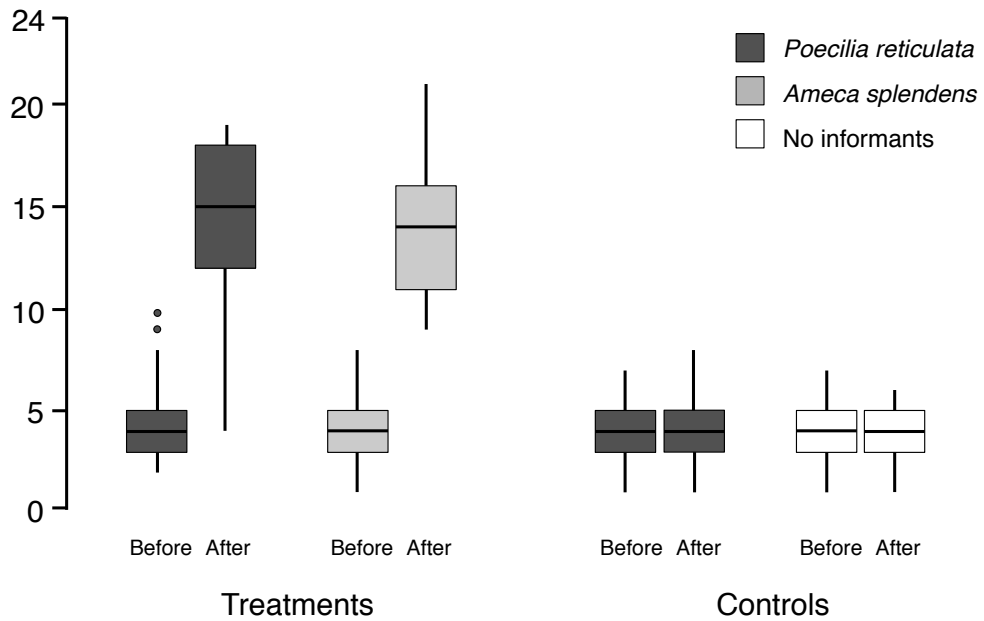 24
20
15
10
5
0
Poecilia reticulata
Ameca splendens
No informants
Before After Before After Before After Before After
Treatments Controls